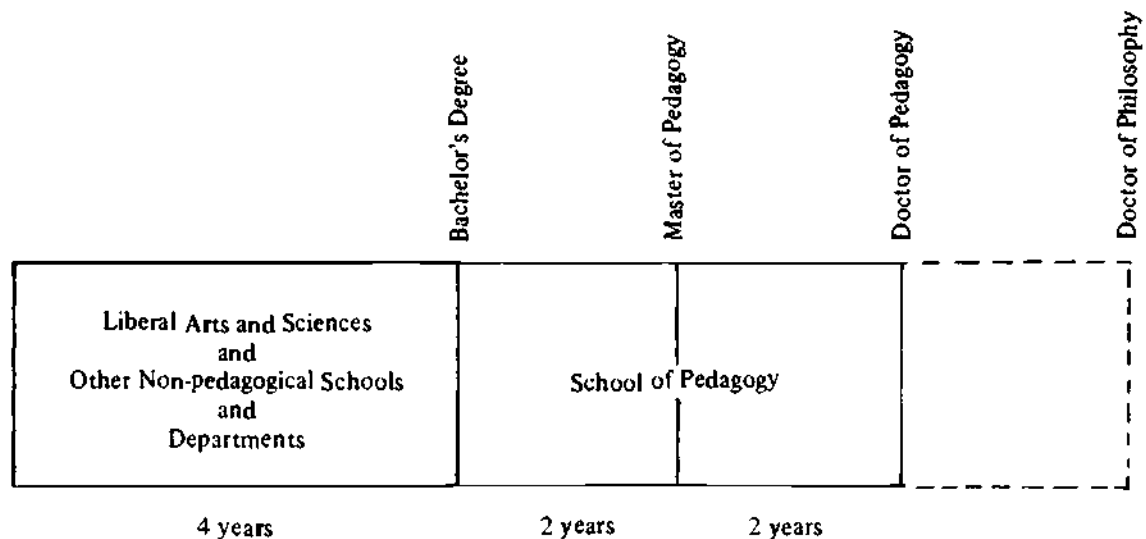 Bachelor's Degree
Master of Pedagogy
Doctor of Pedagogy
Doctor of Philosophy
Liberal Arts and Sciences
and
Other Non-pedagogical Schools
and
Departments
School of Pedagogy
4 years
2 years
2 years